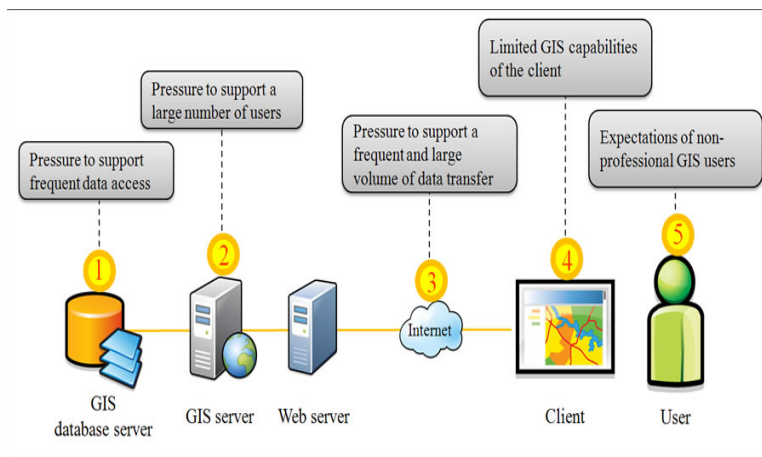 Limited GIS capabilities
of the client
Pressure to support a
large number of users
Pressure to support a
frequent and large
volume of data transfer
Expectations of non-
professional GIS users
Pressure to support
frequent data access
1
2
3
4
5
Internet
GIS
database server
GIS server
Web server
Client
User